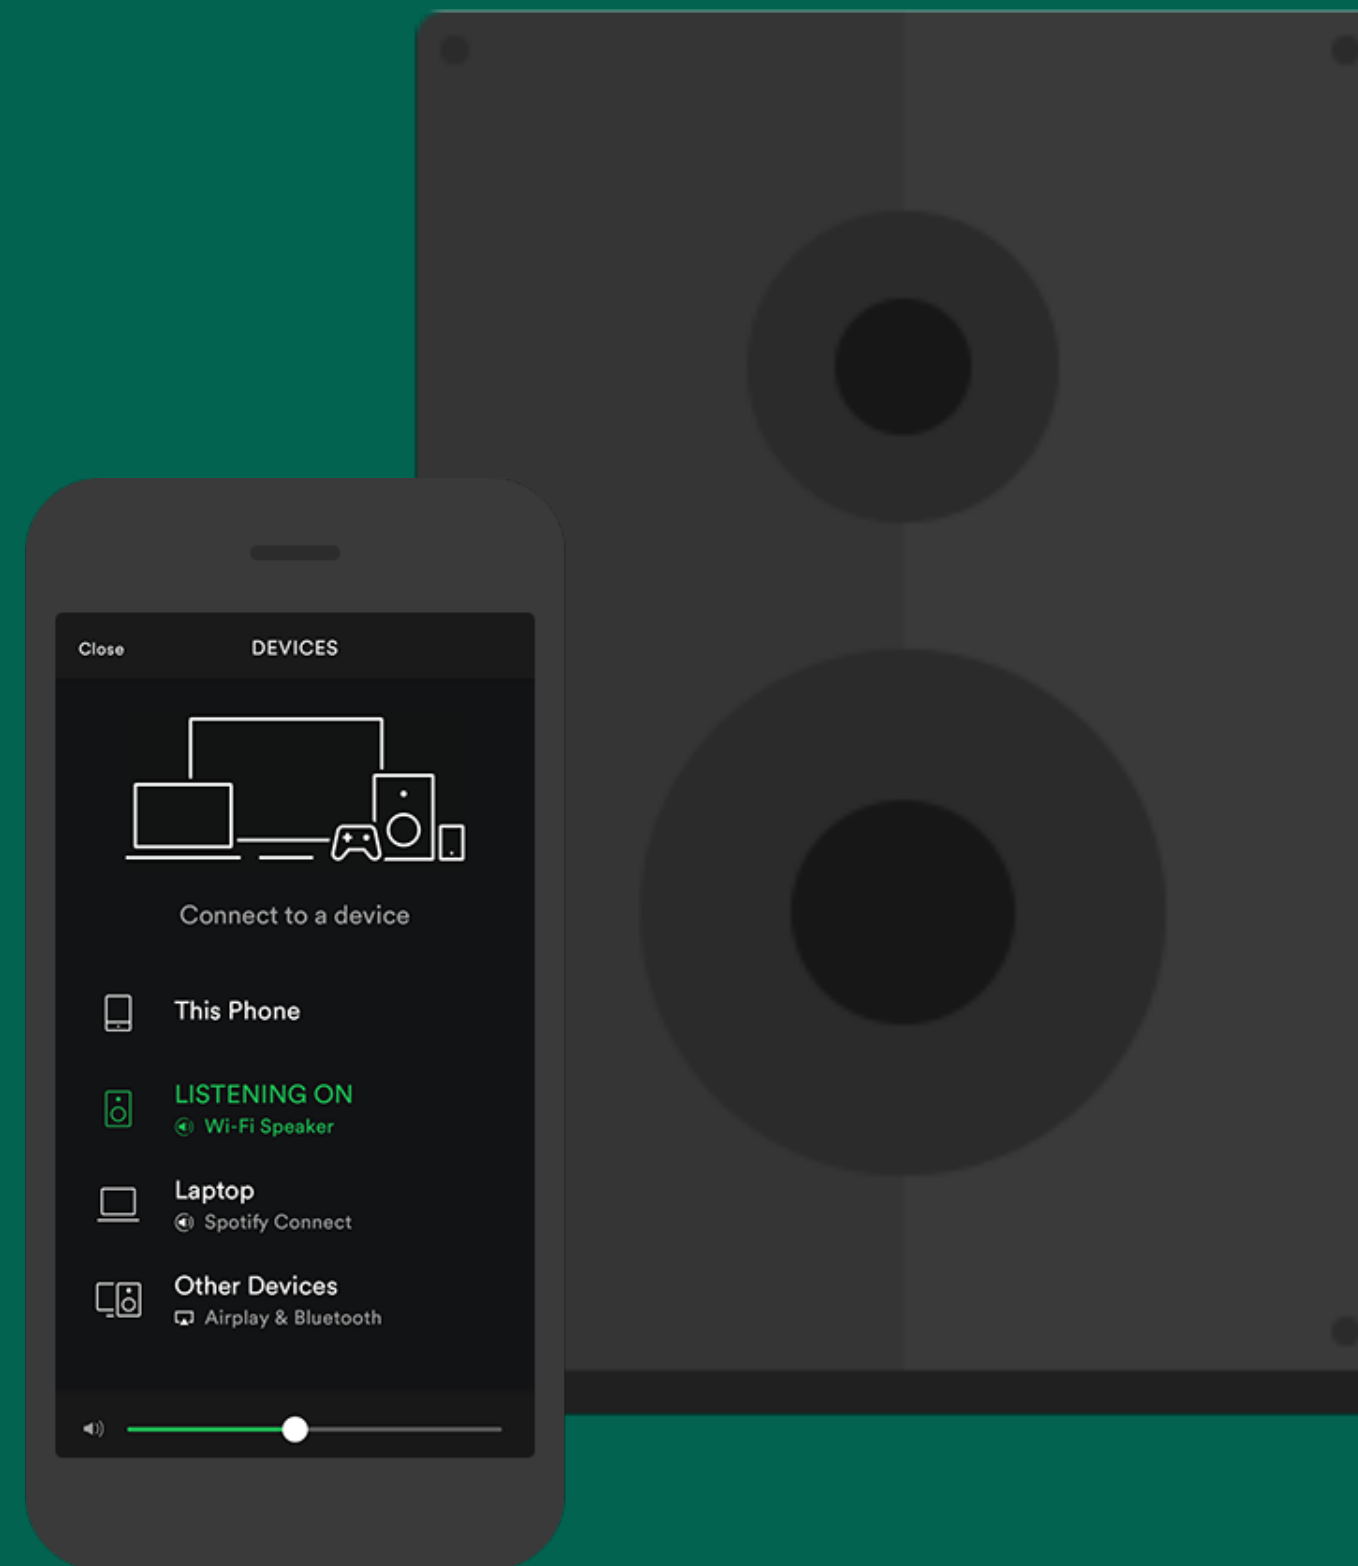 Close
DEVICES
Connect to a device
This Phone
LISTENING ON
Wi-Fi Speaker
Laptop
Spotify Connect
Other Devices
Airplay & Bluetooth